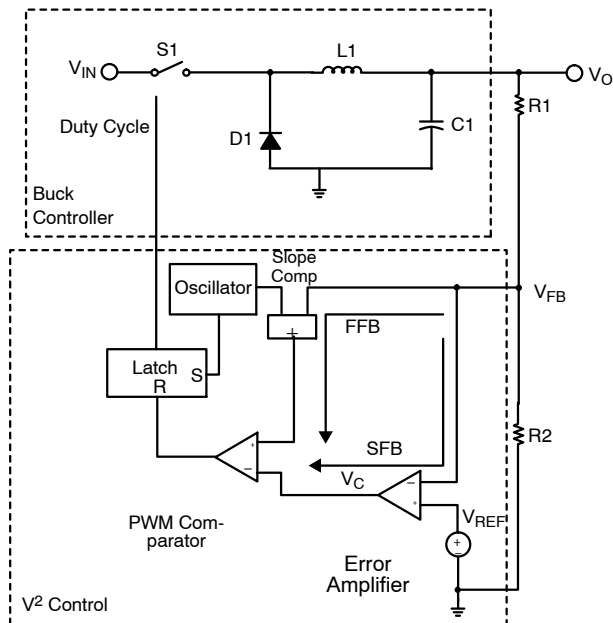 S1
L1
V_IN
V_O
R1
Duty Cycle
D1
C1
Buck
Controller
Slope
Comp
Oscillator
+
V_FB
FFB
Latch
S
R
R2
SFB
+
−
V_C
−
+
V_REF
PWM Com-
parator
+
−
Error
Amplifier
V² Control